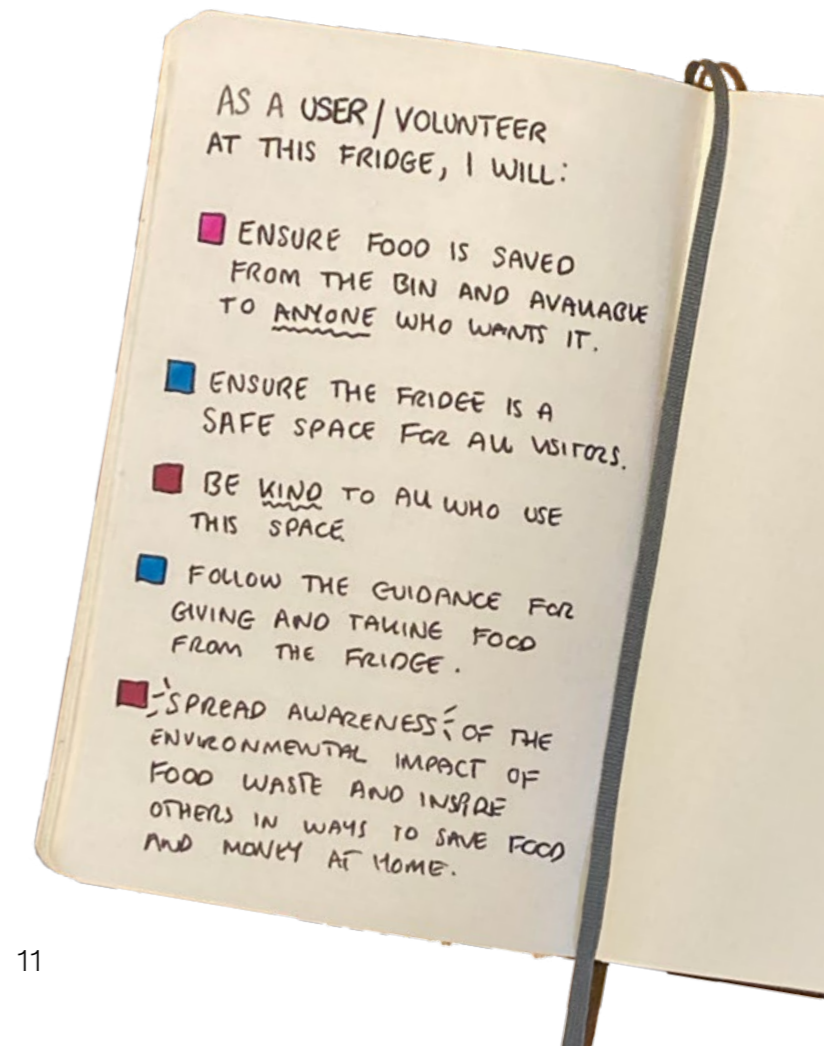 AS A USER / VOLUNTEER
AT THIS FRIDGE, I WILL:
ENSURE FOOD IS SAVED
FROM THE BIN AND AVAILABLE
TO ANYONE WHO WANTS IT.
ENSURE THE FRIDGE IS A
SAFE SPACE FOR ALL VISITORS.
BE KIND TO ALL WHO USE
THIS SPACE.
FOLLOW THE GUIDANCE FOR
GIVING AND TAKING FOOD
FROM THE FRIDGE.
SPREAD AWARENESS OF THE
ENVIRONMENTAL IMPACT OF
FOOD WASTE AND INSPIRE
OTHERS IN WAYS TO SAVE FOOD
AND MONEY AT HOME.
11